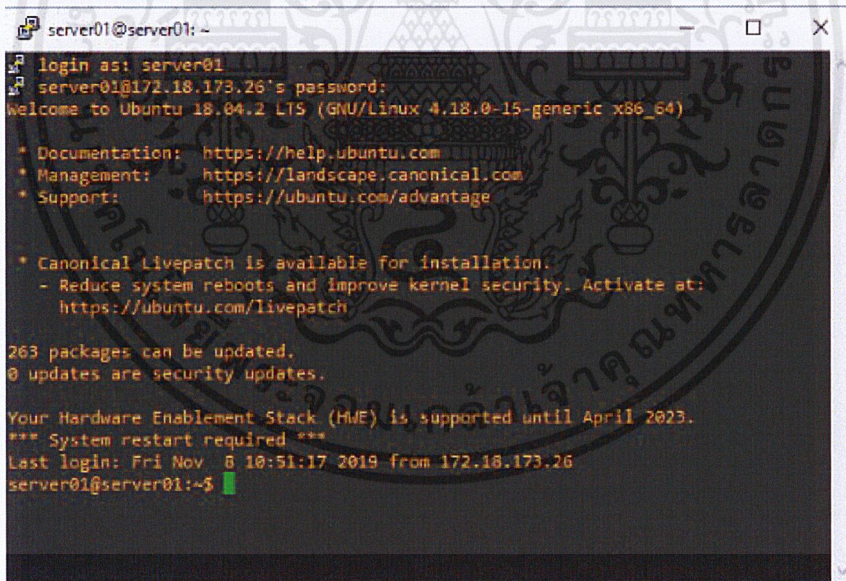 server01@server01: ~
login as: server01
server01@172.18.173.26's password:
Welcome to Ubuntu 18.04.2 LTS (GNU/Linux 4.18.0-15-generic x86_64)
* Documentation: https://help.ubuntu.com
* Management: https://landscape.canonical.com
* Support: https://ubuntu.com/advantage
* Canonical Livepatch is available for installation.
- Reduce system reboots and improve kernel security. Activate at:
https://ubuntu.com/livepatch
263 packages can be updated.
0 updates are security updates.
Your Hardware Enablement Stack (HWE) is supported until April 2023.
*** System restart required ***
Last login: Fri Nov 8 10:51:17 2019 from 172.18.173.26
server01@server01:~$